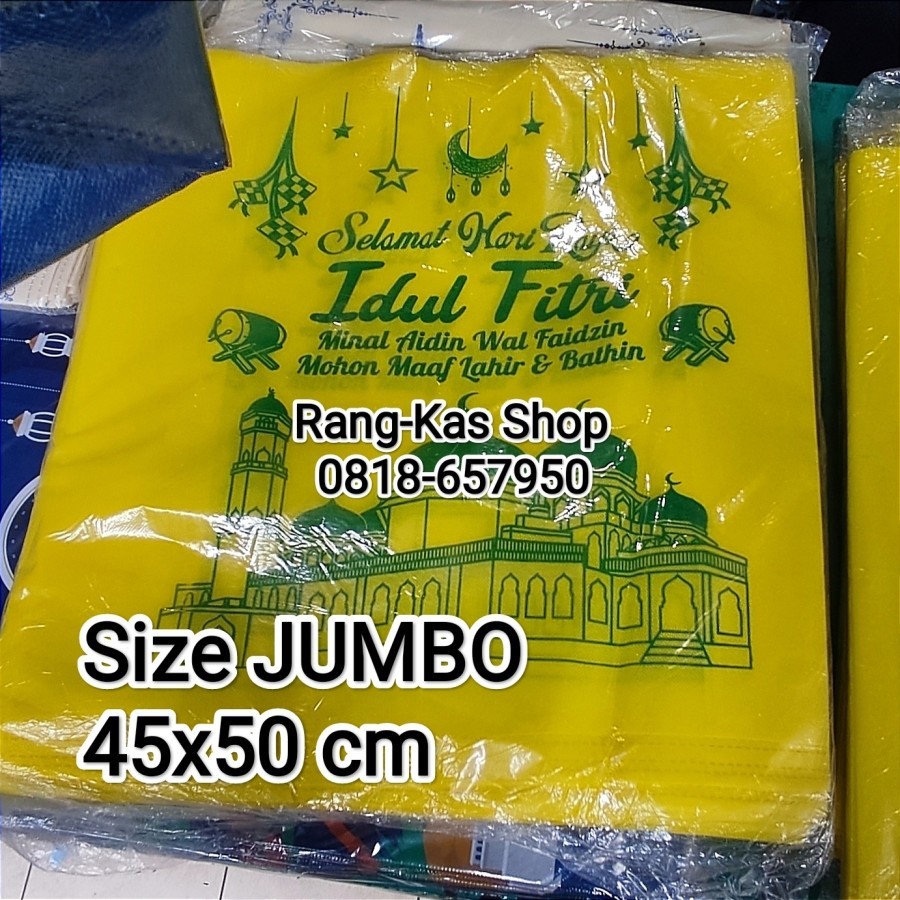 Selamat Hari Raya
Idul Fitri
Minal Aidin Wal Faidzin
Mohon Maaf Lahir & Bathin
Rang-Kas Shop
0818-657950
Size JUMBO
45x50 cm